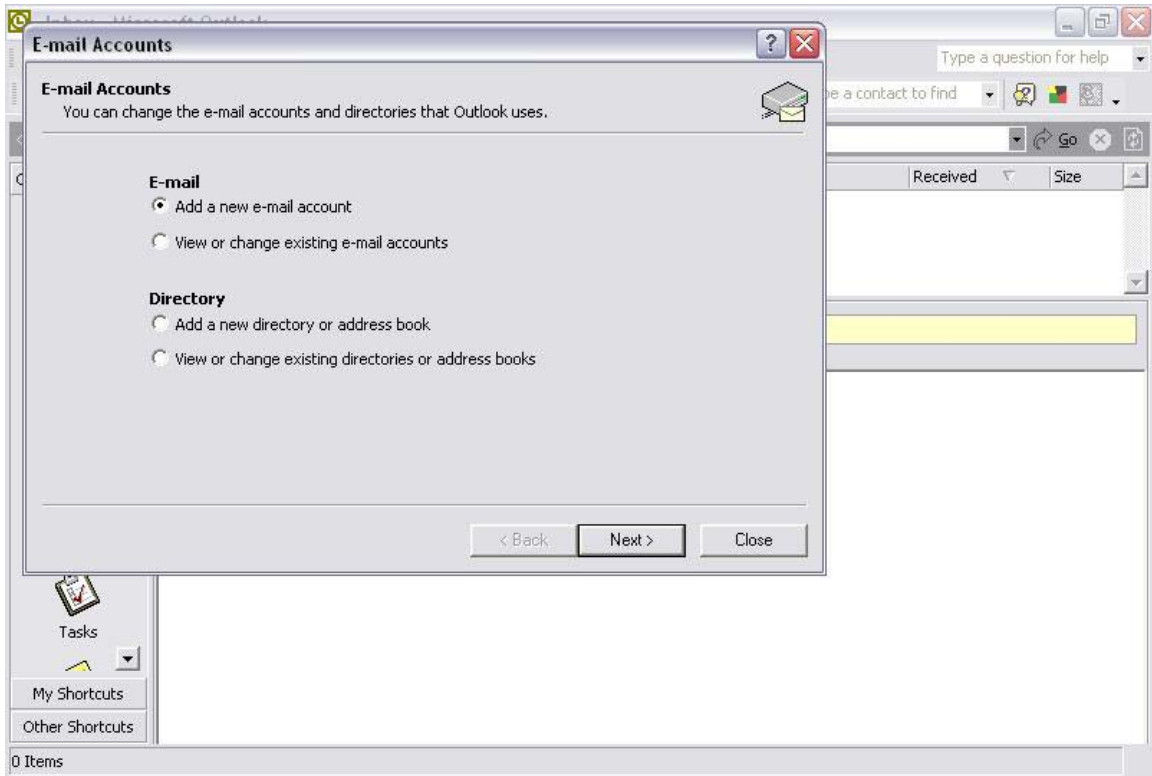 Inbox - Microsoft Outlook
E-mail Accounts
Type a question for help
E-mail Accounts
You can change the e-mail accounts and directories that Outlook uses.
a contact to find
Go
E-mail
Received
Size
Add a new e-mail account
View or change existing e-mail accounts
Directory
Add a new directory or address book
View or change existing directories or address books
< Back
Next >
Close
Tasks
My Shortcuts
Other Shortcuts
0 Items